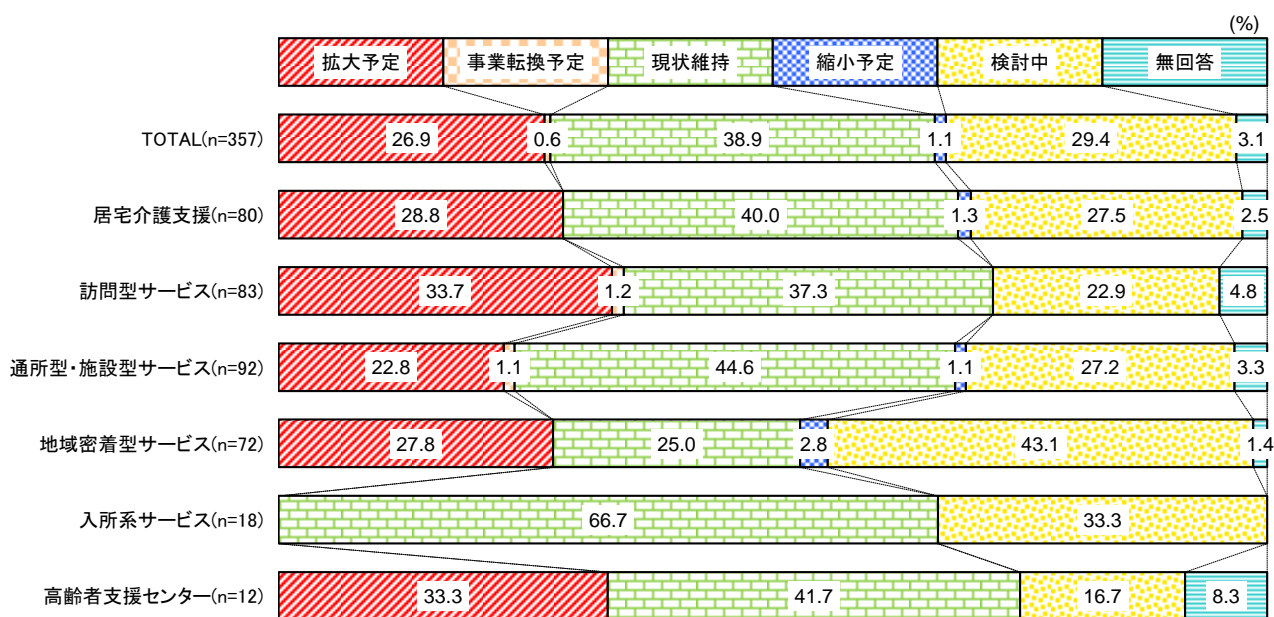 (%)
拡大予定 事業転換予定 現状維持 縮小予定 検討中 無回答
TOTAL(n=357) 26.9 0.6 38.9 1.1 29.4 3.1
居宅介護支援(n=80) 28.8 40.0 1.3 27.5 2.5
訪問型サービス(n=83) 33.7 1.2 37.3 22.9 4.8
通所型・施設型サービス(n=92) 22.8 1.1 44.6 1.1 27.2 3.3
地域密着型サービス(n=72) 27.8 25.0 2.8 43.1 1.4
入所系サービス(n=18) 66.7 33.3
高齢者支援センター(n=12) 33.3 41.7 16.7 8.3